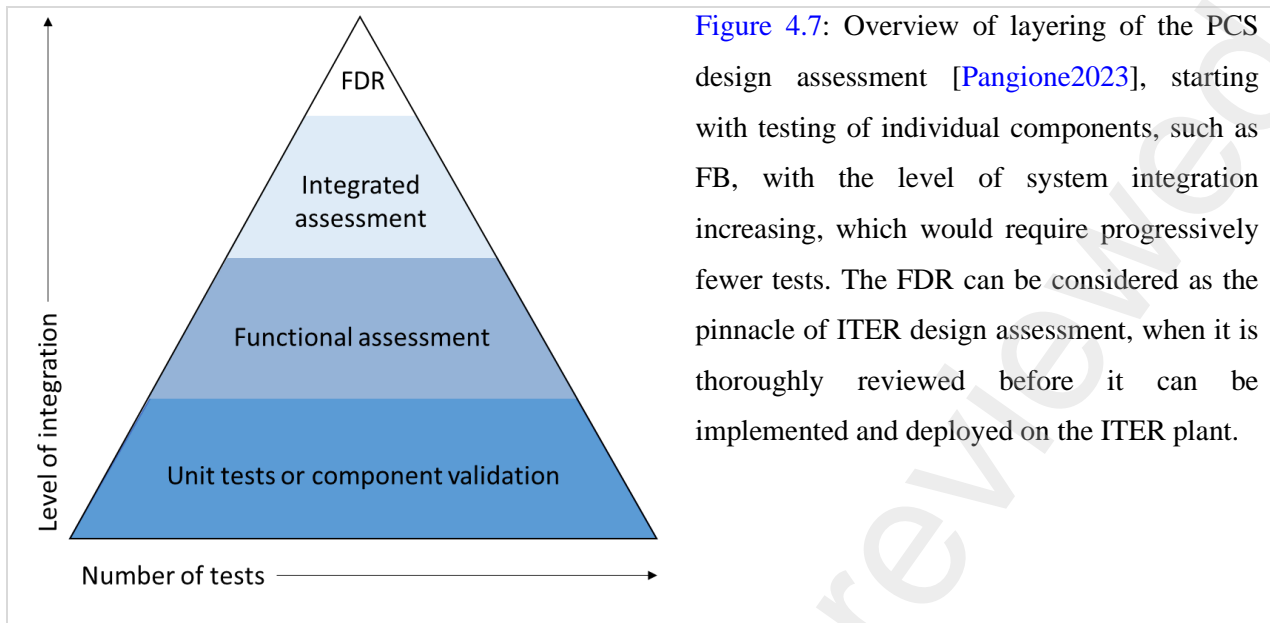 FDR
Integrated
assessment
Functional assessment
Unit tests or component validation
Level of integration
Number of tests
Figure 4.7: Overview of layering of the PCS
design assessment [Pangione2023], starting
with testing of individual components, such as
FB, with the level of system integration
increasing, which would require progressively
fewer tests. The FDR can be considered as the
pinnacle of ITER design assessment, when it is
thoroughly reviewed before it can be
implemented and deployed on the ITER plant.
reviewed